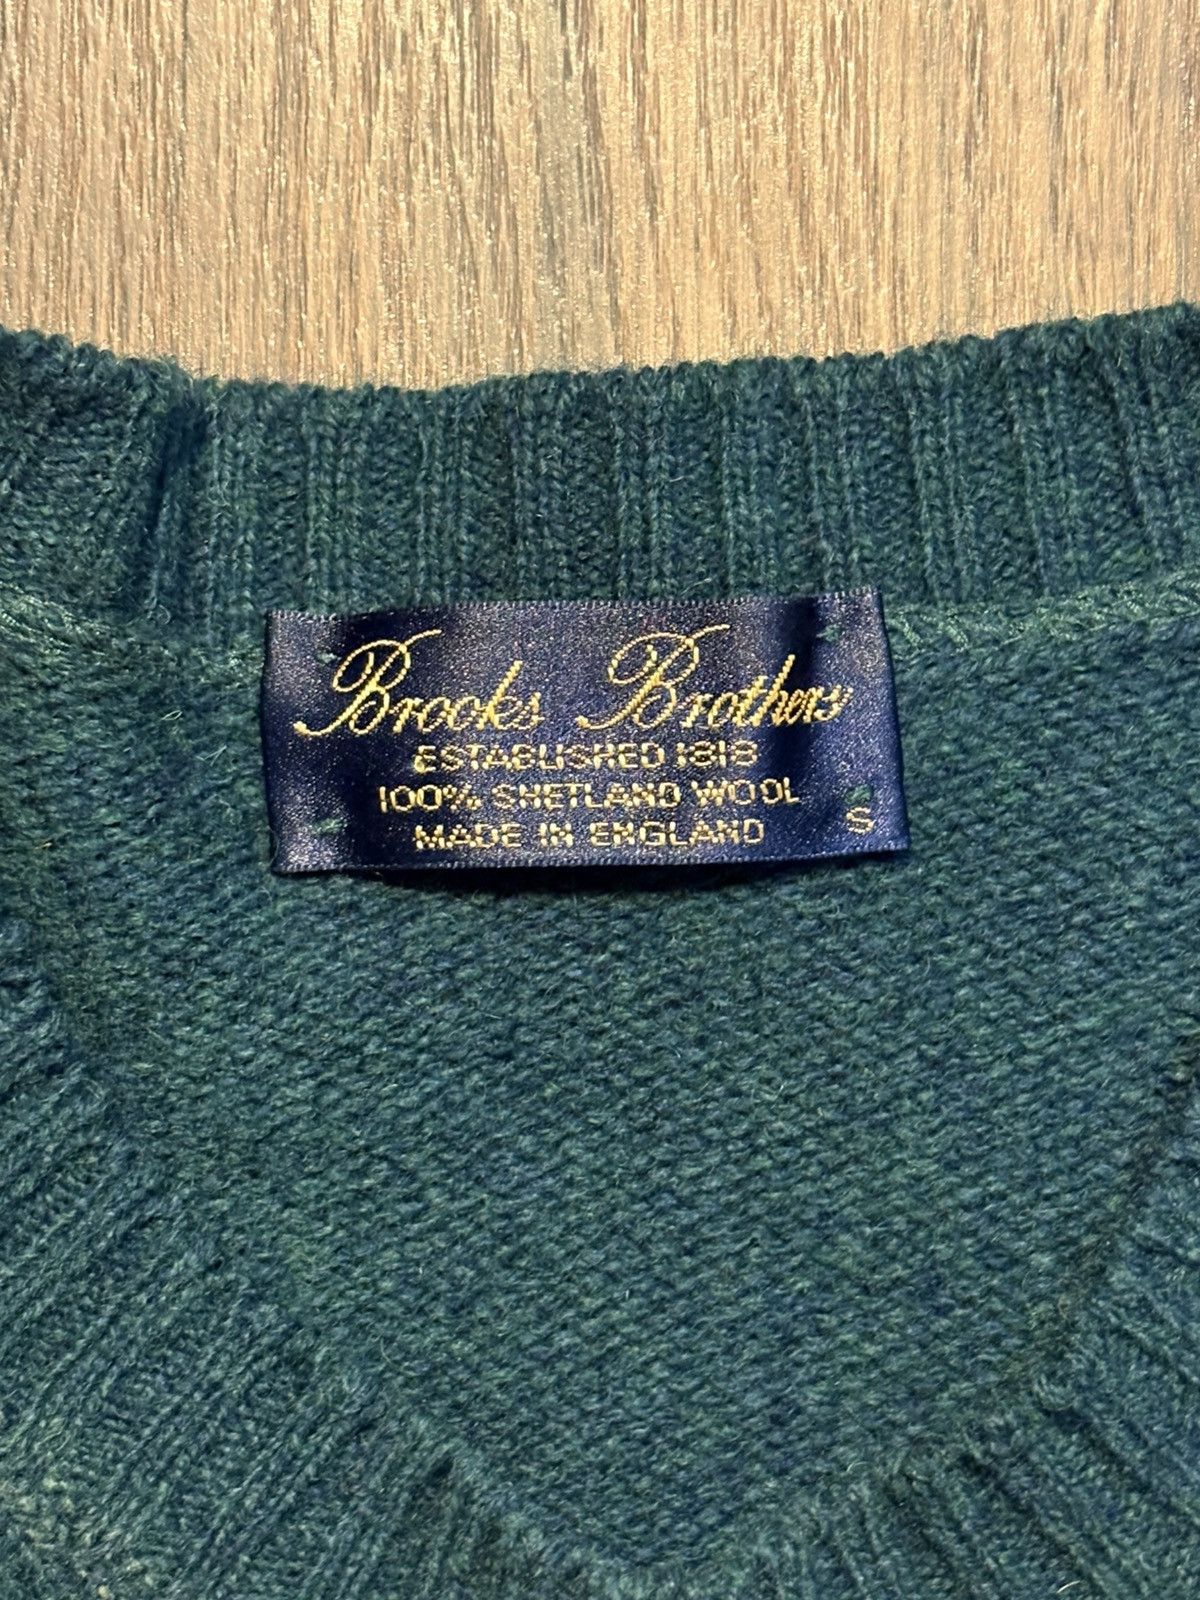 Brooks Brothers
ESTABLISHED 1818
100% SHETLAND WOOL
MADE IN ENGLAND
S